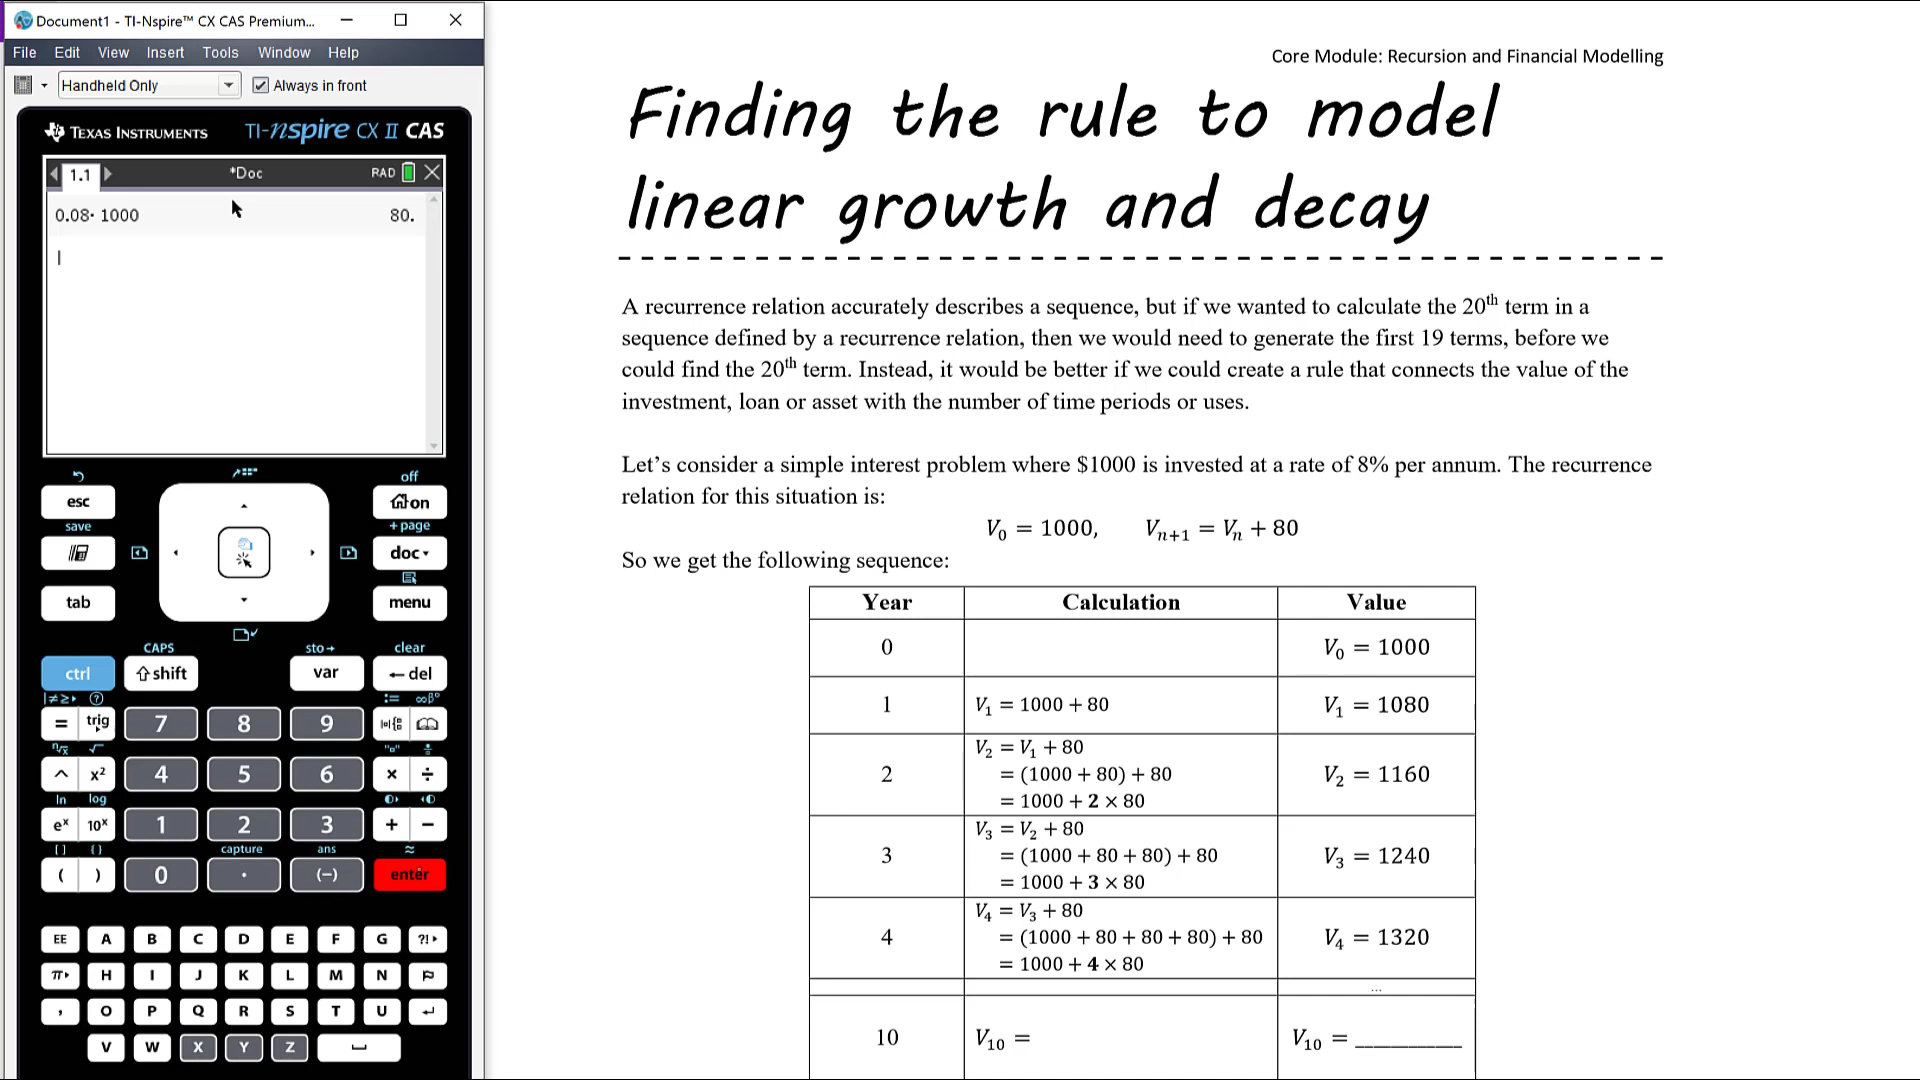 Document1 - TI-Nspire™ CX CAS Premium...
File Edit View Insert Tools Window Help
Handheld Only Always in front
TEXAS INSTRUMENTS TI-nspire CX II CAS
1.1 *Doc RAD
0.08· 1000 80.
off
esc on
save + page
doc
tab menu
CAPS sto→ clear
ctrl ⇧shift var ←del
|≠≥▸ ? := ∞β°
= trig 7 8 9
ⁿ√x √ "▫" ÷
^ x² 4 5 6 × ÷
ln log
eˣ 10ˣ 1 2 3 + −
[ ] { } capture ans ≈
( ) 0 . (−) enter
EE A B C D E F G ?!▸
π▸ H I J K L M N
, O P Q R S T U ↵
V W X Y Z
Core Module: Recursion and Financial Modelling
Finding the rule to model
linear growth and decay
A recurrence relation accurately describes a sequence, but if we wanted to calculate the 20th term in a
sequence defined by a recurrence relation, then we would need to generate the first 19 terms, before we
could find the 20th term. Instead, it would be better if we could create a rule that connects the value of the
investment, loan or asset with the number of time periods or uses.
Let’s consider a simple interest problem where $1000 is invested at a rate of 8% per annum. The recurrence
relation for this situation is:
V₀ = 1000, Vₙ₊₁ = Vₙ + 80
So we get the following sequence:
Year Calculation Value
0 V₀ = 1000
1 V₁ = 1000 + 80 V₁ = 1080
V₂ = V₁ + 80
2 = (1000 + 80) + 80 V₂ = 1160
= 1000 + 2 × 80
V₃ = V₂ + 80
3 = (1000 + 80 + 80) + 80 V₃ = 1240
= 1000 + 3 × 80
V₄ = V₃ + 80
4 = (1000 + 80 + 80 + 80) + 80 V₄ = 1320
= 1000 + 4 × 80
...
10 V₁₀ = V₁₀ = __________